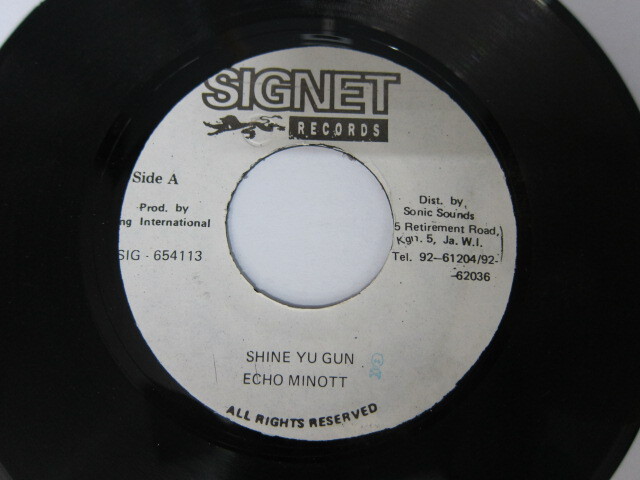 SIGNET
RECORDS
Side A
Prod. by
ng International
SIG - 654113
Dist. by
Sonic Sounds
5 Retirement Road,
Kgn. 5, Ja. W.I.
Tel. 92-61204/92-
62036
SHINE YU GUN
ECHO MINOTT
ALL RIGHTS RESERVED